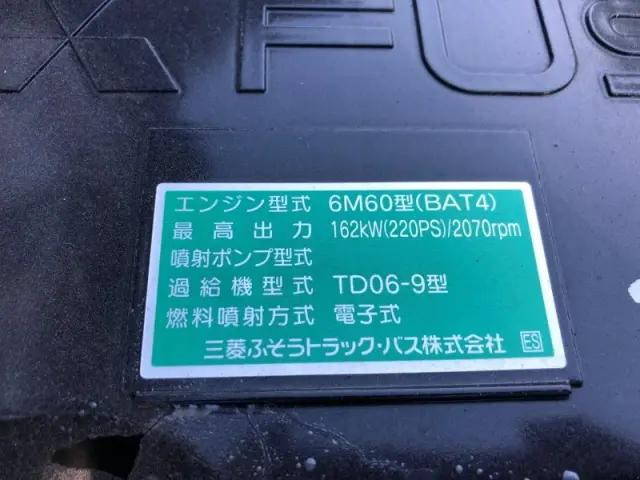 FUS
エンジン型式 6M60型(BAT4)
最高出力 162kW(220PS)/2070rpm
噴射ポンプ型式
過給機型式 TD06-9型
燃料噴射方式 電子式
三菱ふそうトラック・バス株式会社 ES